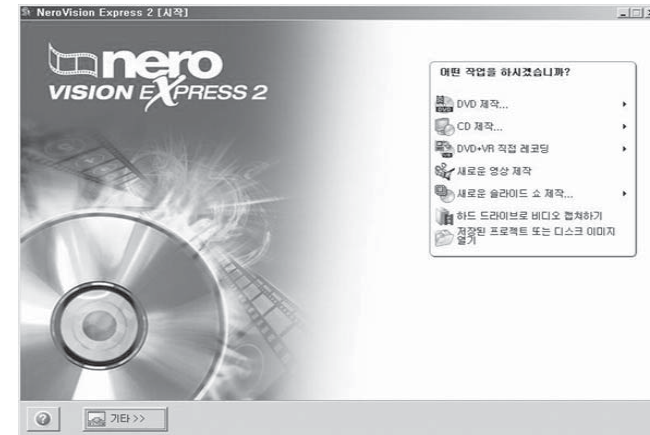 NeroVision Express 2 [시작]
nero
VISION EXPRESS 2
어떤 작업을 하시겠습니까?
DVD 제작...
CD 제작...
DVD+VR 직접 레코딩
새로운 영상 제작
새로운 슬라이드 쇼 제작...
하드 드라이브로 비디오 캡쳐하기
저장된 프로젝트 또는 디스크 이미지
열기
기타 >>